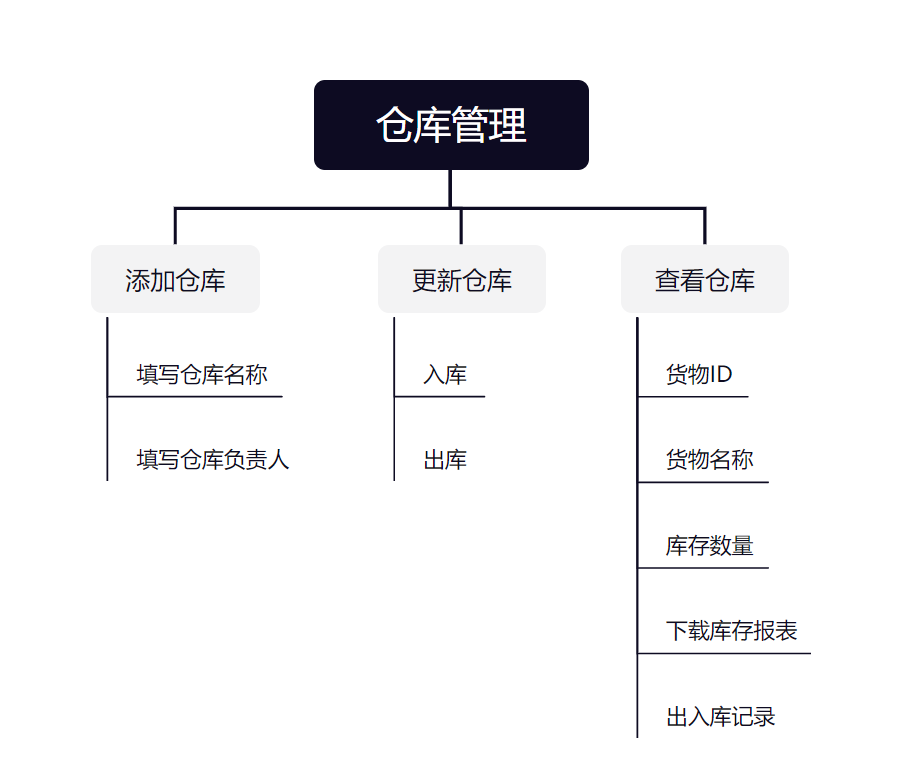 仓库管理
添加仓库
更新仓库
查看仓库
填写仓库名称
入库
货物ID
填写仓库负责人
出库
货物名称
库存数量
下载库存报表
出入库记录